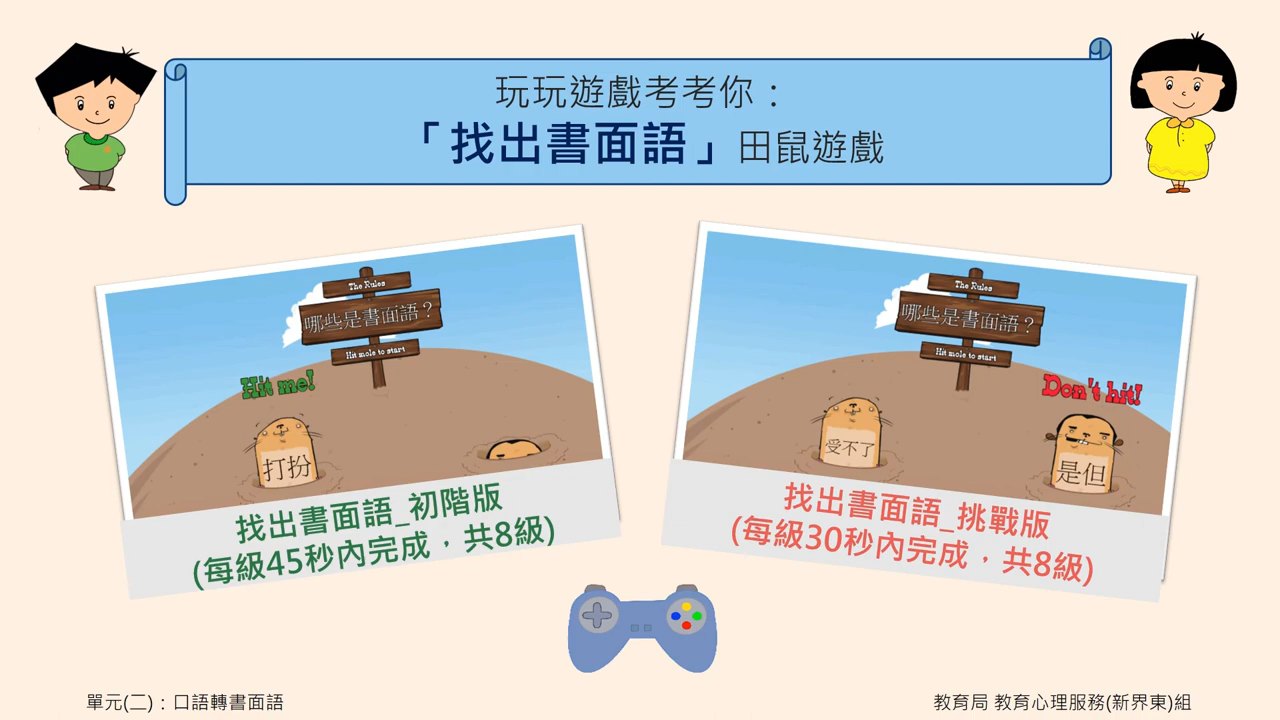 玩玩遊戲考考你：
「找出書面語」田鼠遊戲
The Rules
哪些是書面語？
Hit mole to start
Hit me!
打扮
找出書面語_初階版
(每級45秒內完成，共8級)
The Rules
哪些是書面語？
Hit mole to start
Don't hit!
受不了
是但
找出書面語_挑戰版
(每級30秒內完成，共8級)
單元(二)：口語轉書面語
教育局 教育心理服務(新界東)組